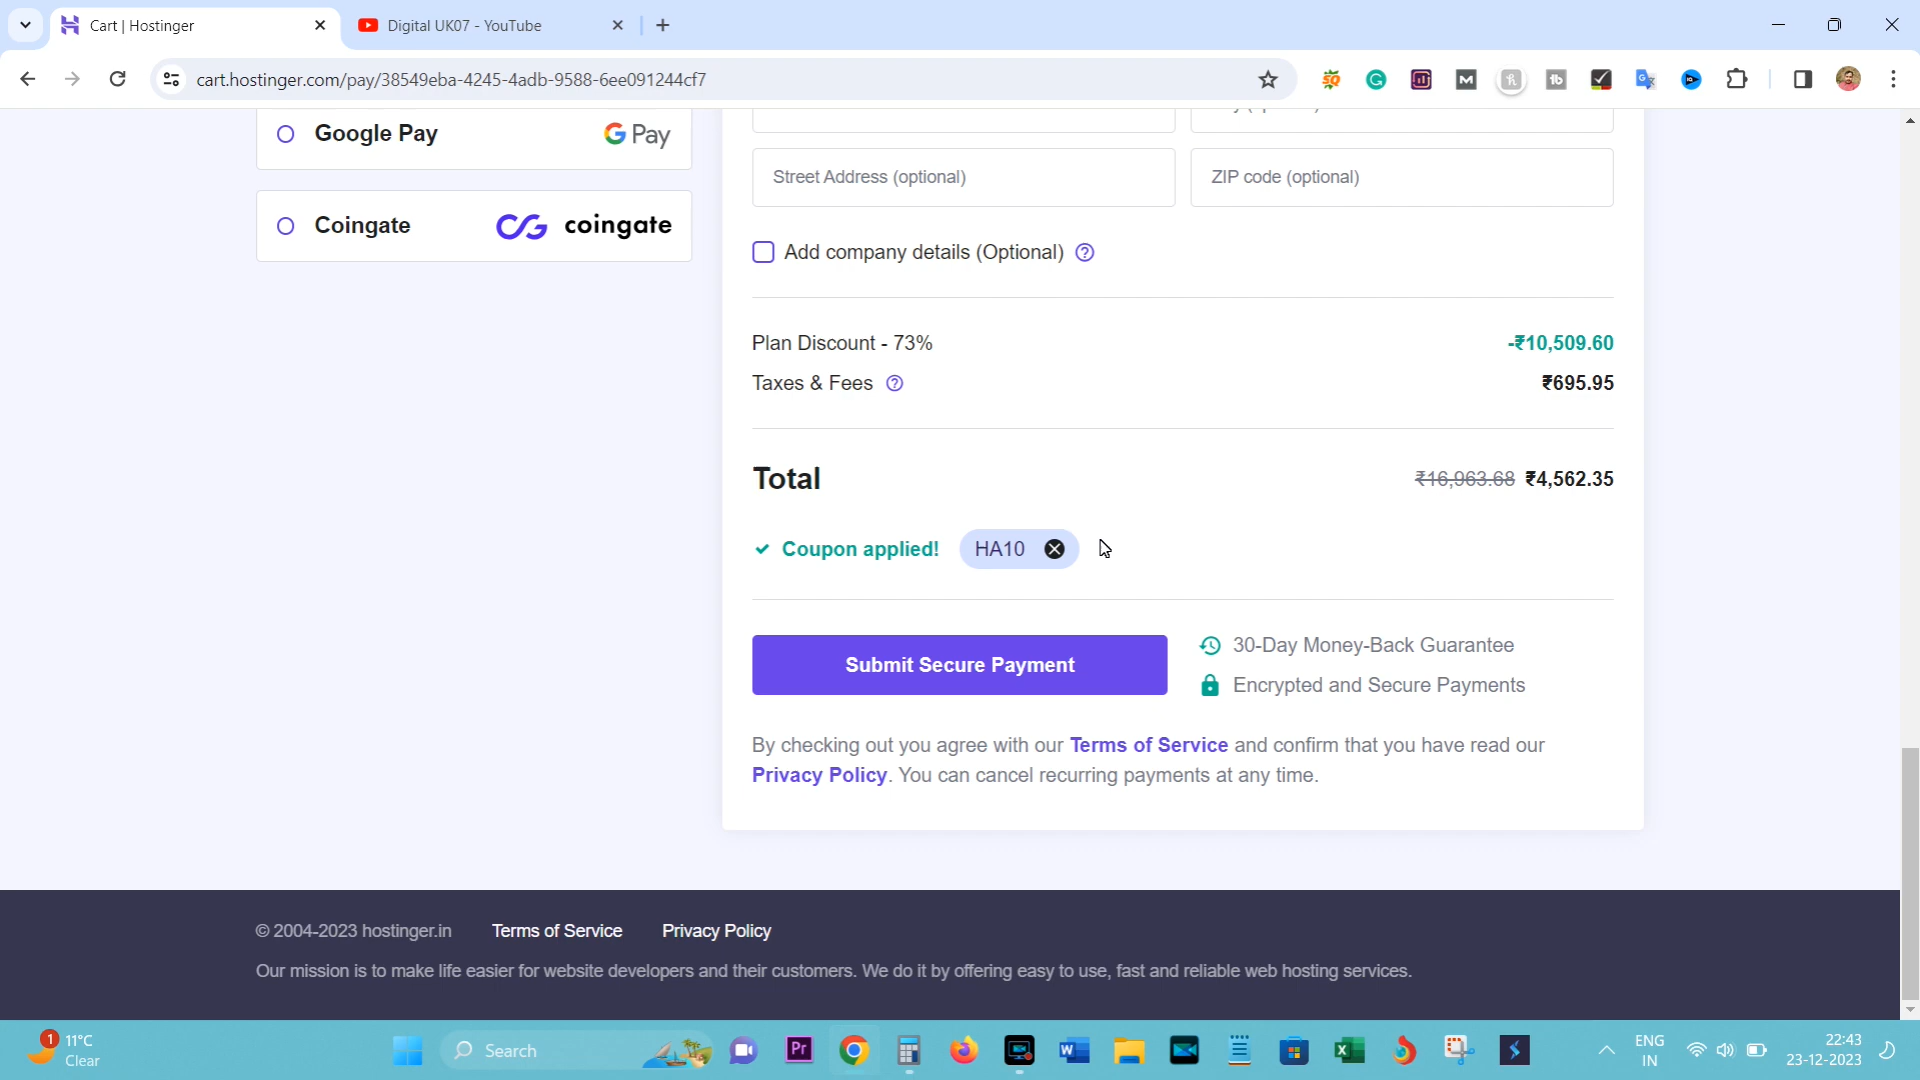 Cart | Hostinger
Digital UK07 - YouTube
cart.hostinger.com/pay/38549eba-4245-4adb-9588-6ee091244cf7
Google Pay
G Pay
Coingate
coingate
Street Address (optional)
ZIP code (optional)
Add company details (Optional)
Plan Discount - 73%
-₹10,509.60
Taxes & Fees
₹695.95
Total
₹16,963.68 ₹4,562.35
Coupon applied!
HA10
Submit Secure Payment
30-Day Money-Back Guarantee
Encrypted and Secure Payments
By checking out you agree with our Terms of Service and confirm that you have read our
Privacy Policy. You can cancel recurring payments at any time.
© 2004-2023 hostinger.in
Terms of Service
Privacy Policy
Our mission is to make life easier for website developers and their customers. We do it by offering easy to use, fast and reliable web hosting services.
1
11°C
Clear
Search
Pr
ENG
IN
22:43
23-12-2023